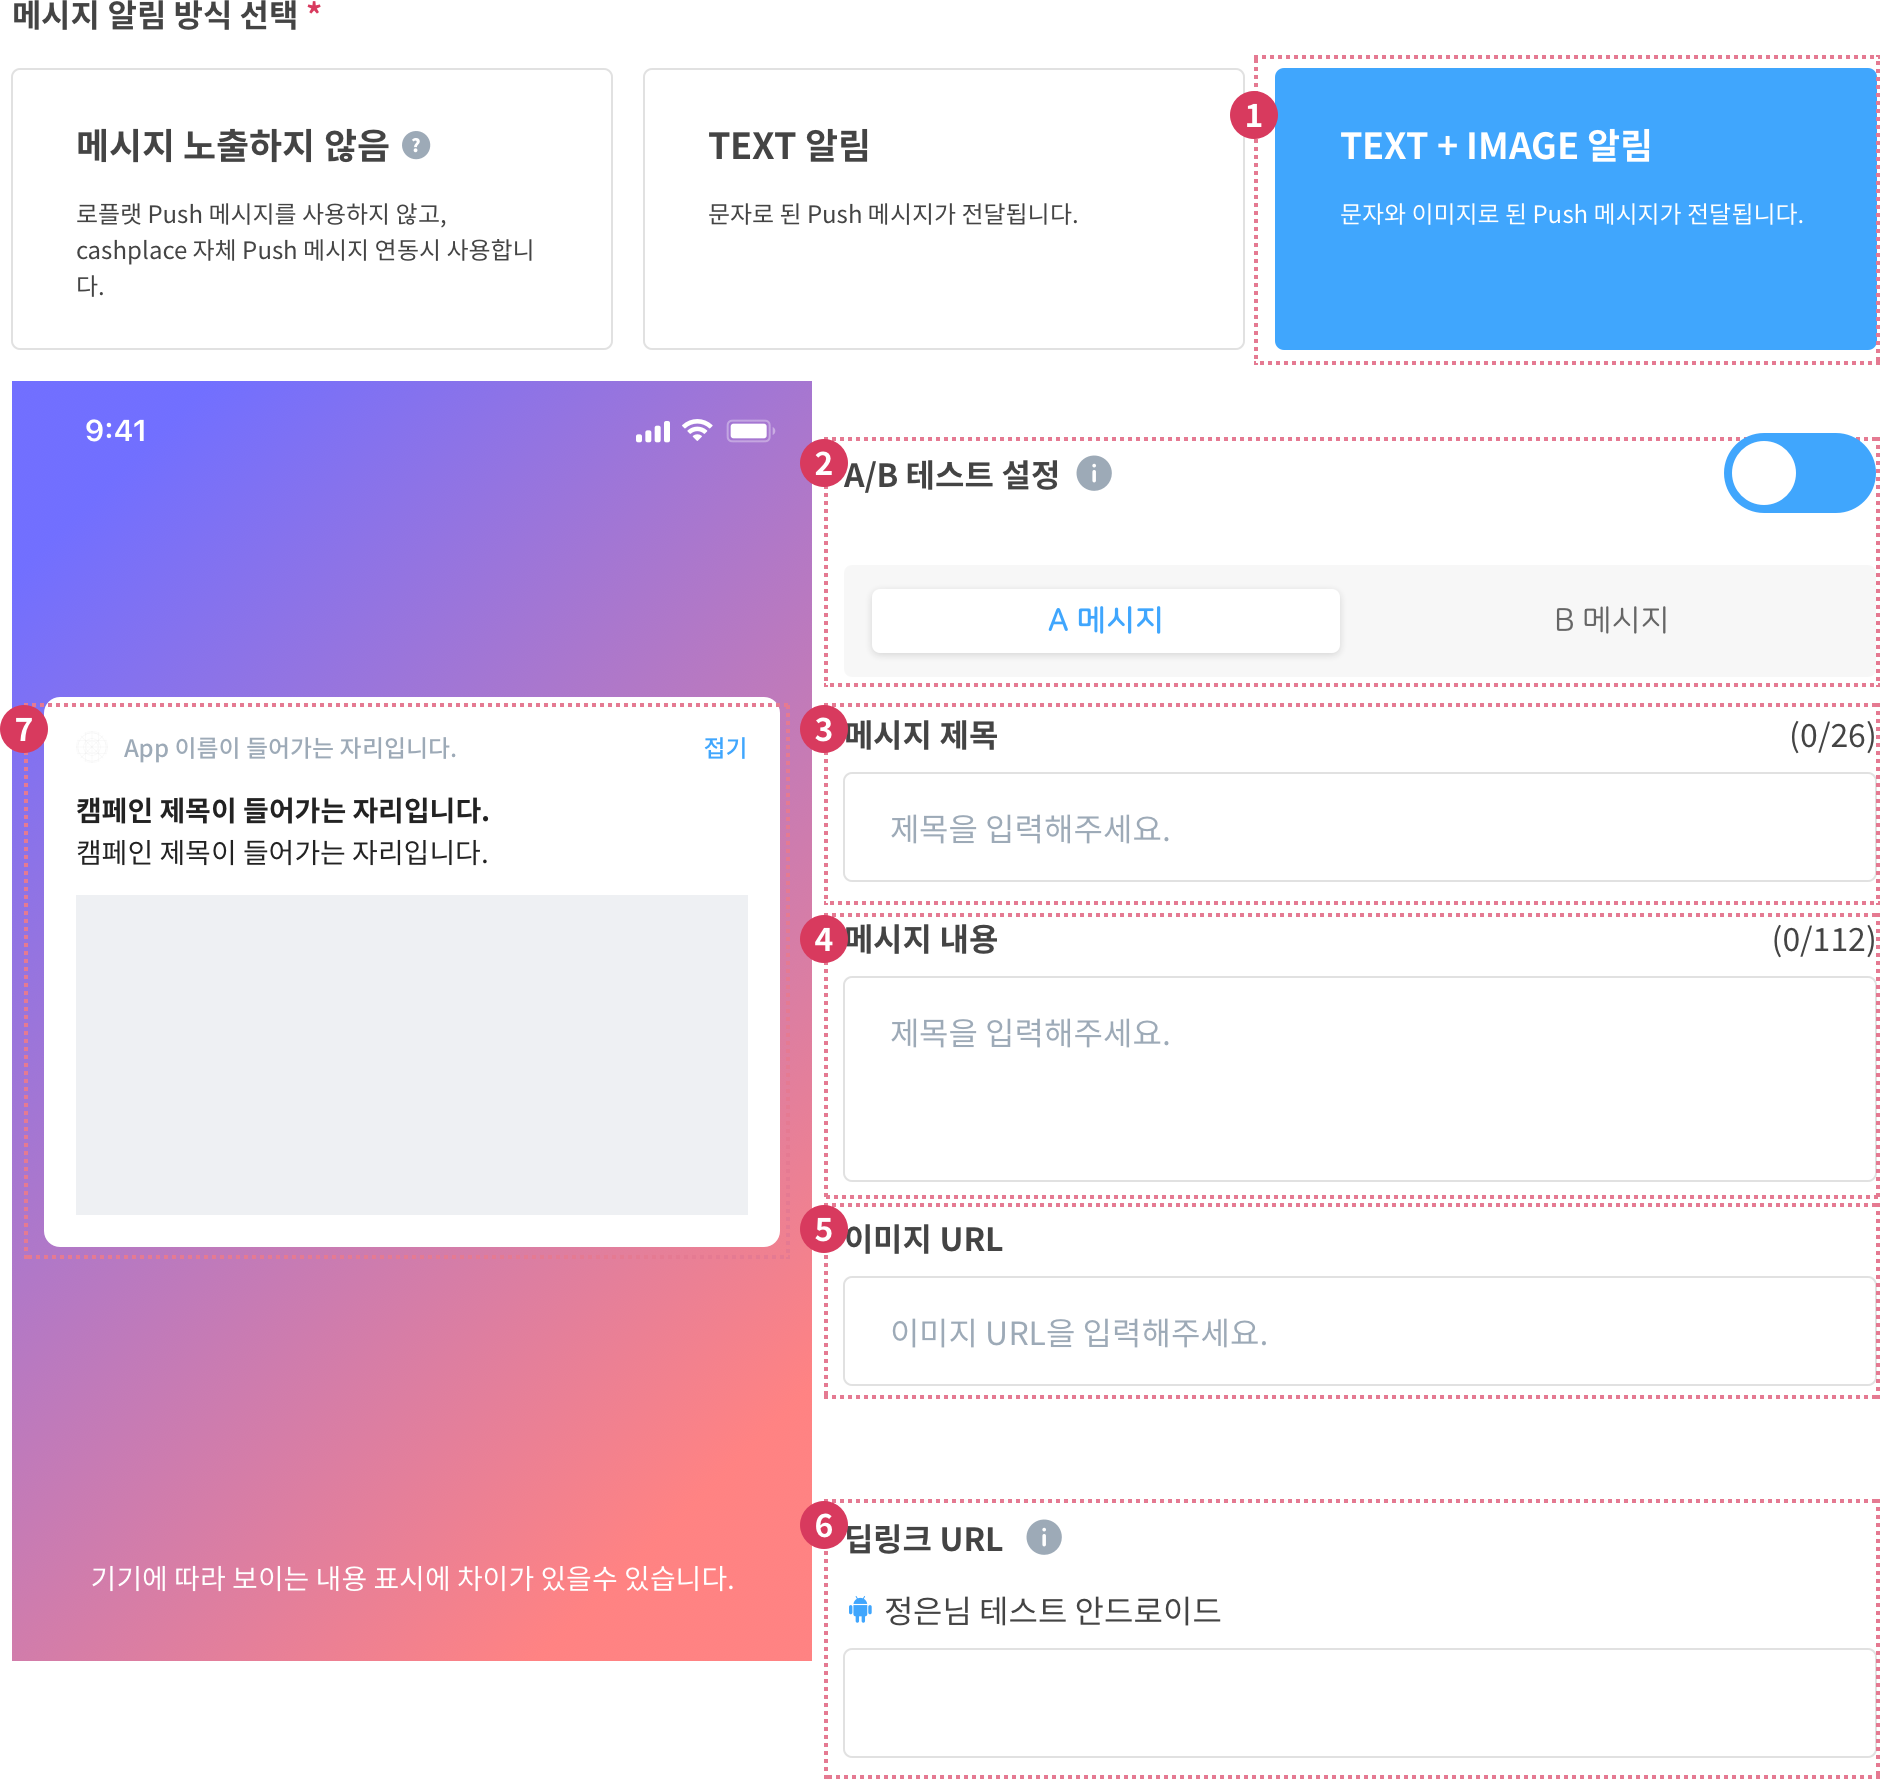 메시지 알림 방식 선택 *
메시지 노출하지 않음 ?
로플랫 Push 메시지를 사용하지 않고,
cashplace 자체 Push 메시지 연동시 사용합니
다.
TEXT 알림
문자로 된 Push 메시지가 전달됩니다.
1
TEXT + IMAGE 알림
문자와 이미지로 된 Push 메시지가 전달됩니다.
9:41
7
App 이름이 들어가는 자리입니다.
접기
캠페인 제목이 들어가는 자리입니다.
캠페인 제목이 들어가는 자리입니다.
기기에 따라 보이는 내용 표시에 차이가 있을수 있습니다.
2
A/B 테스트 설정 i
A 메시지
B 메시지
3
메시지 제목
(0/26)
제목을 입력해주세요.
4
메시지 내용
(0/112)
제목을 입력해주세요.
5
이미지 URL
이미지 URL을 입력해주세요.
6
딥링크 URL i
정은님 테스트 안드로이드